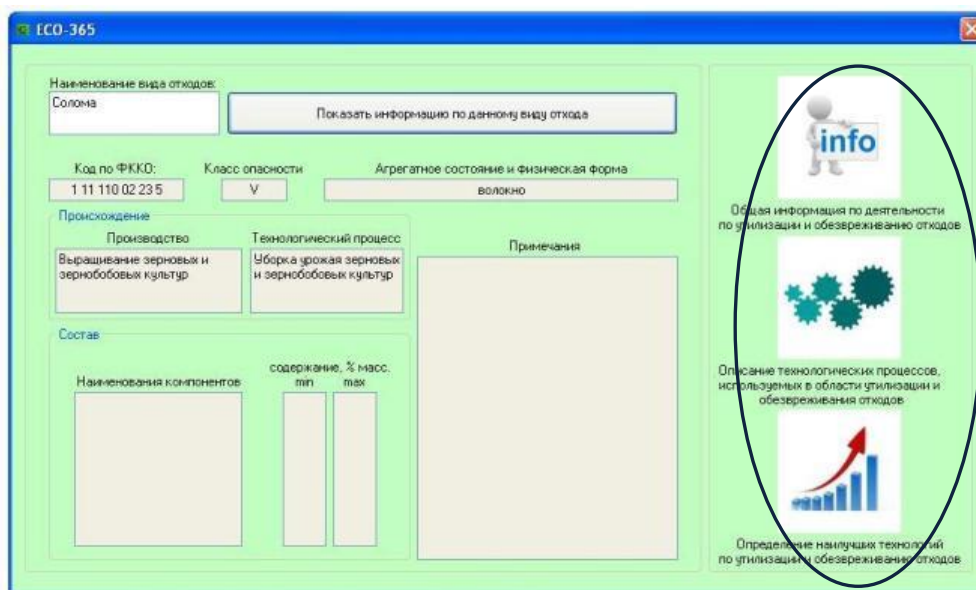 ECO-365
Наименование вида отходов:
Солома
Показать информацию по данному виду отхода
Код по ФККО:
1 11 110 02 23 5
Класс опасности
V
Агрегатное состояние и физическая форма
волокно
Происхождение
Производство
Выращивание зерновых и
зернобобовых культур
Технологический процесс
Уборка урожая зерновых
и зернобобовых культур
Примечания
Состав
Наименования компонентов
содержание, % масс.
min max
info
Общая информация по деятельности
по утилизации и обезвреживанию отходов
Описание технологических процессов,
используемых в области утилизации и
обезвреживания отходов
Определение наилучших технологий
по утилизации и обезвреживанию отходов